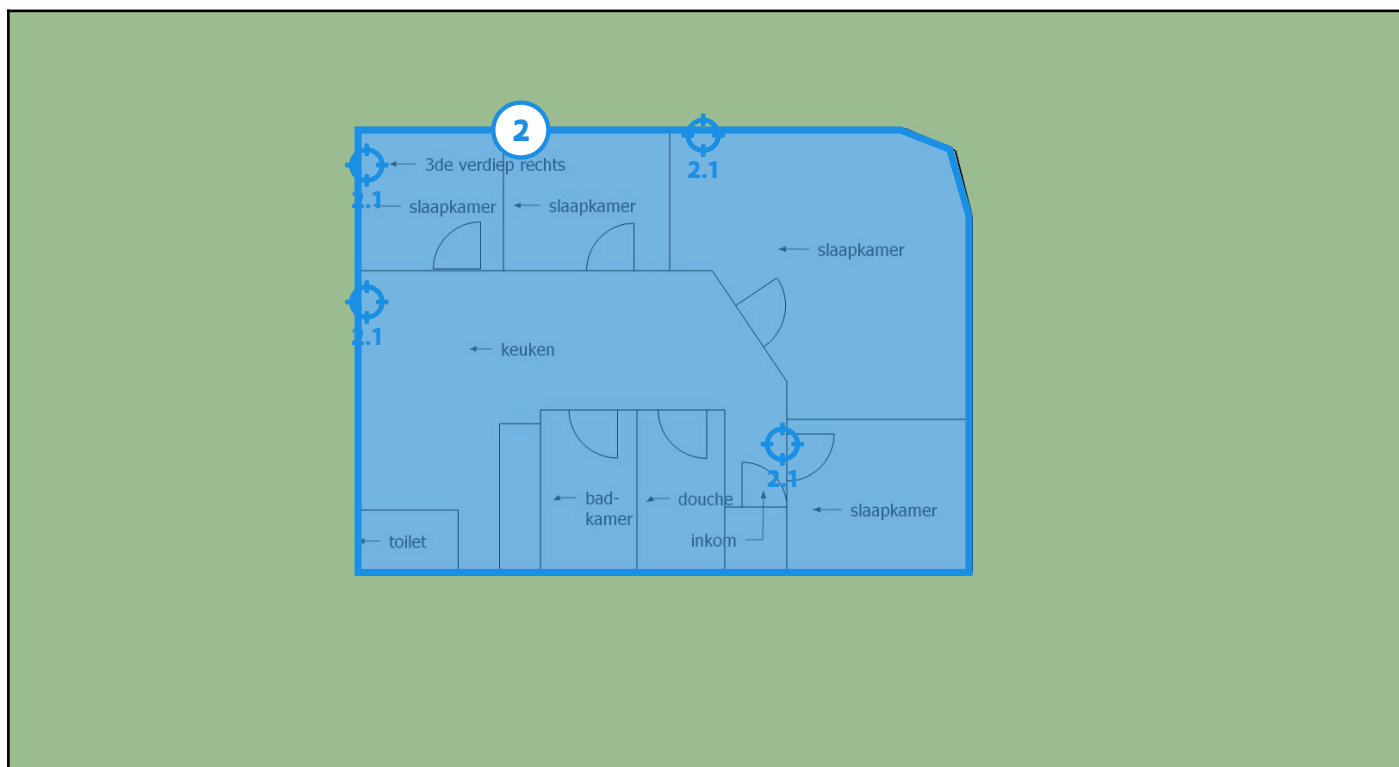 2
2.1
3de verdiep rechts
2.1
slaapkamer
slaapkamer
slaapkamer
2.1
keuken
2.1
bad-
kamer
douche
slaapkamer
inkom
toilet